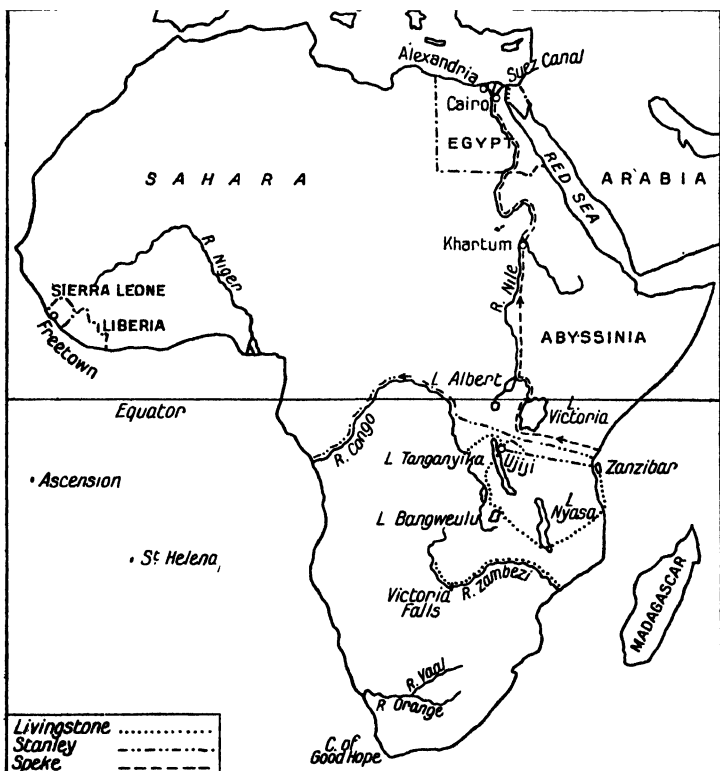 Alexandria
Suez Canal
Cairo
EGYPT
SAHARA
RED SEA
ARABIA
Khartum
R. Niger
R. Nile
SIERRA LEONE
LIBERIA
Freetown
ABYSSINIA
L Albert
L.
Victoria
Equator
R. Congo
L Tanganyika
Ujiji
Zanzibar
Ascension
L Bangweulu
L
Nyasa
St Helena
Victoria
Falls
R. Zambezi
MADAGASCAR
R. Vaal
R Orange
C. of
Good Hope
Livingstone
Stanley
Speke